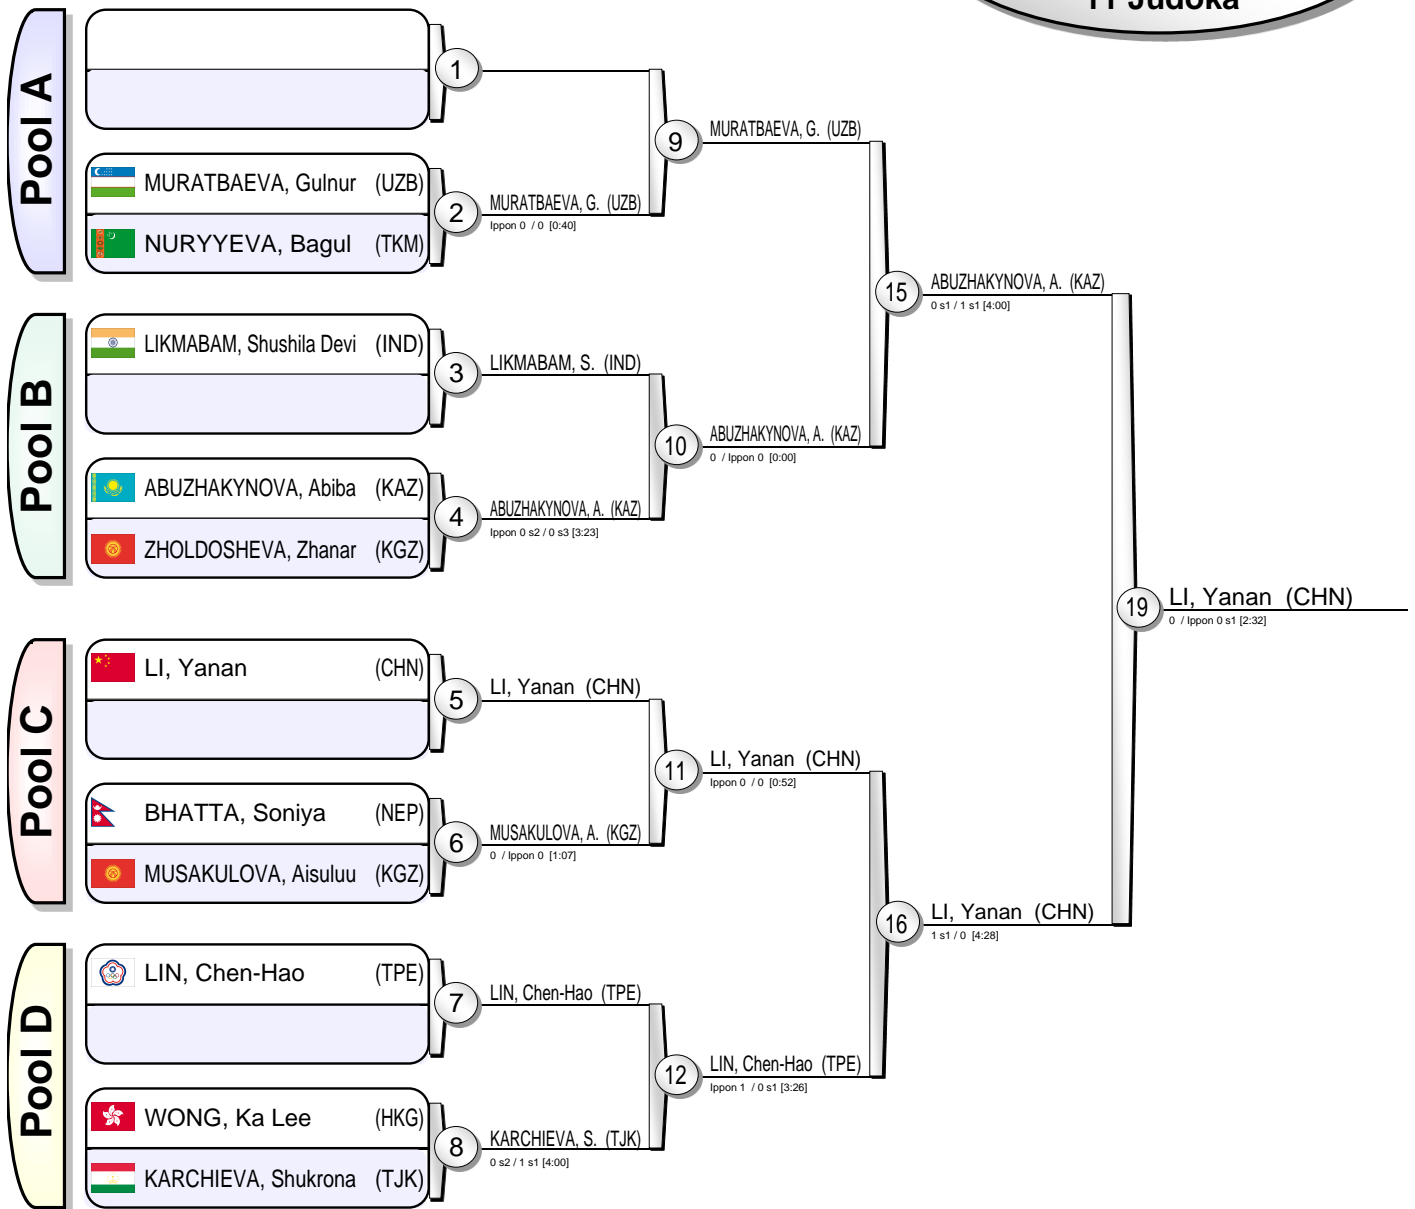 11 Judoka
Pool A
1
MURATBAEVA, Gulnur (UZB)
NURYYEVA, Bagul (TKM)
2
MURATBAEVA, G. (UZB)
Ippon 0 / 0 [0:40]
9
MURATBAEVA, G. (UZB)
Pool B
LIKMABAM, Shushila Devi (IND)
3
LIKMABAM, S. (IND)
ABUZHAKYNOVA, Abiba (KAZ)
ZHOLDOSHEVA, Zhanar (KGZ)
4
ABUZHAKYNOVA, A. (KAZ)
Ippon 0 s2 / 0 s3 [3:23]
10
ABUZHAKYNOVA, A. (KAZ)
0 / Ippon 0 [0:00]
15
ABUZHAKYNOVA, A. (KAZ)
0 s1 / 1 s1 [4:00]
Pool C
LI, Yanan (CHN)
5
LI, Yanan (CHN)
BHATTA, Soniya (NEP)
MUSAKULOVA, Aisuluu (KGZ)
6
MUSAKULOVA, A. (KGZ)
0 / Ippon 0 [1:07]
11
LI, Yanan (CHN)
Ippon 0 / 0 [0:52]
Pool D
LIN, Chen-Hao (TPE)
7
LIN, Chen-Hao (TPE)
WONG, Ka Lee (HKG)
KARCHIEVA, Shukrona (TJK)
8
KARCHIEVA, S. (TJK)
0 s2 / 1 s1 [4:00]
12
LIN, Chen-Hao (TPE)
Ippon 1 / 0 s1 [3:26]
16
LI, Yanan (CHN)
1 s1 / 0 [4:28]
19
LI, Yanan (CHN)
0 / Ippon 0 s1 [2:32]